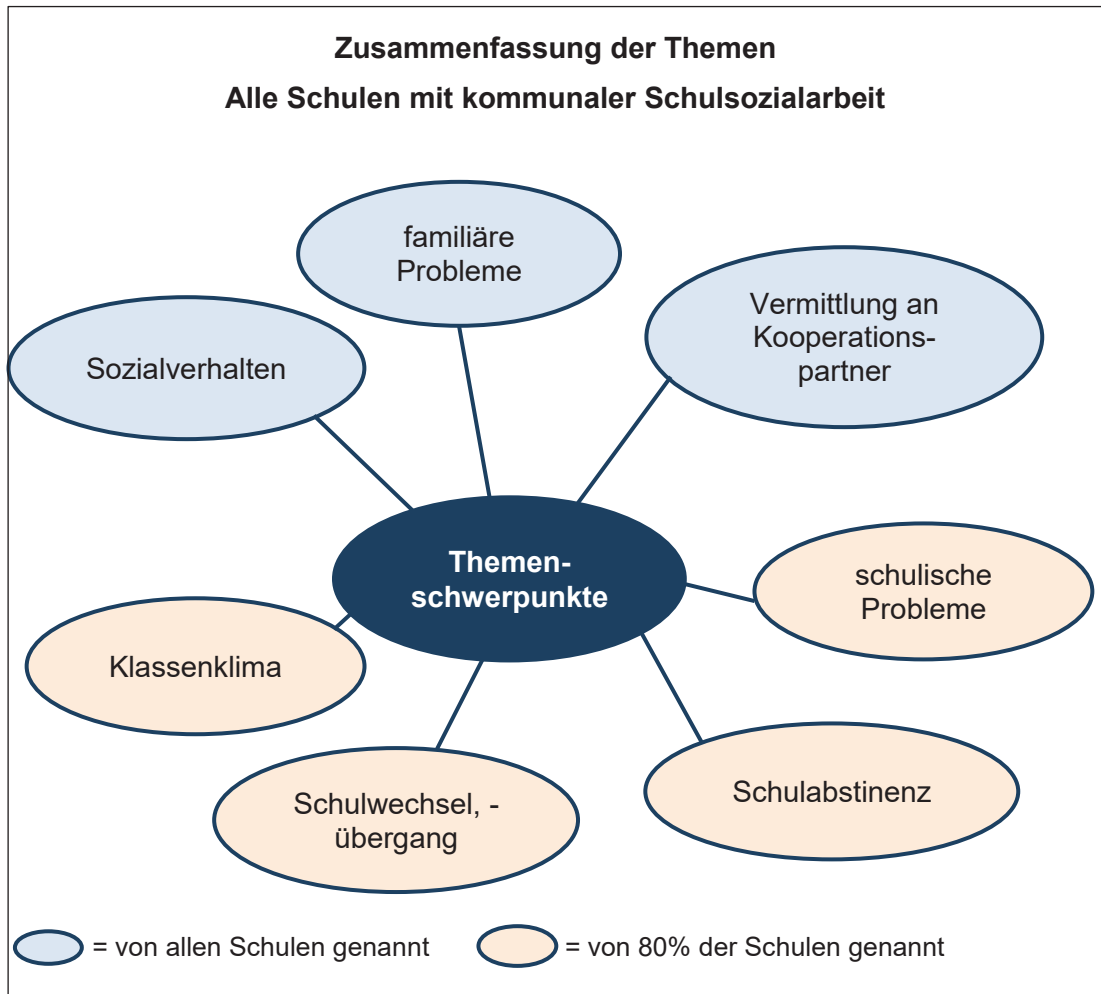 Zusammenfassung der Themen
Alle Schulen mit kommunaler Schulsozialarbeit
familiäre
Probleme
Vermittlung an
Kooperations-
partner
Sozialverhalten
Themen-
schwerpunkte
schulische
Probleme
Klassenklima
Schulwechsel, -
übergang
Schulabstinenz
= von allen Schulen genannt
= von 80% der Schulen genannt